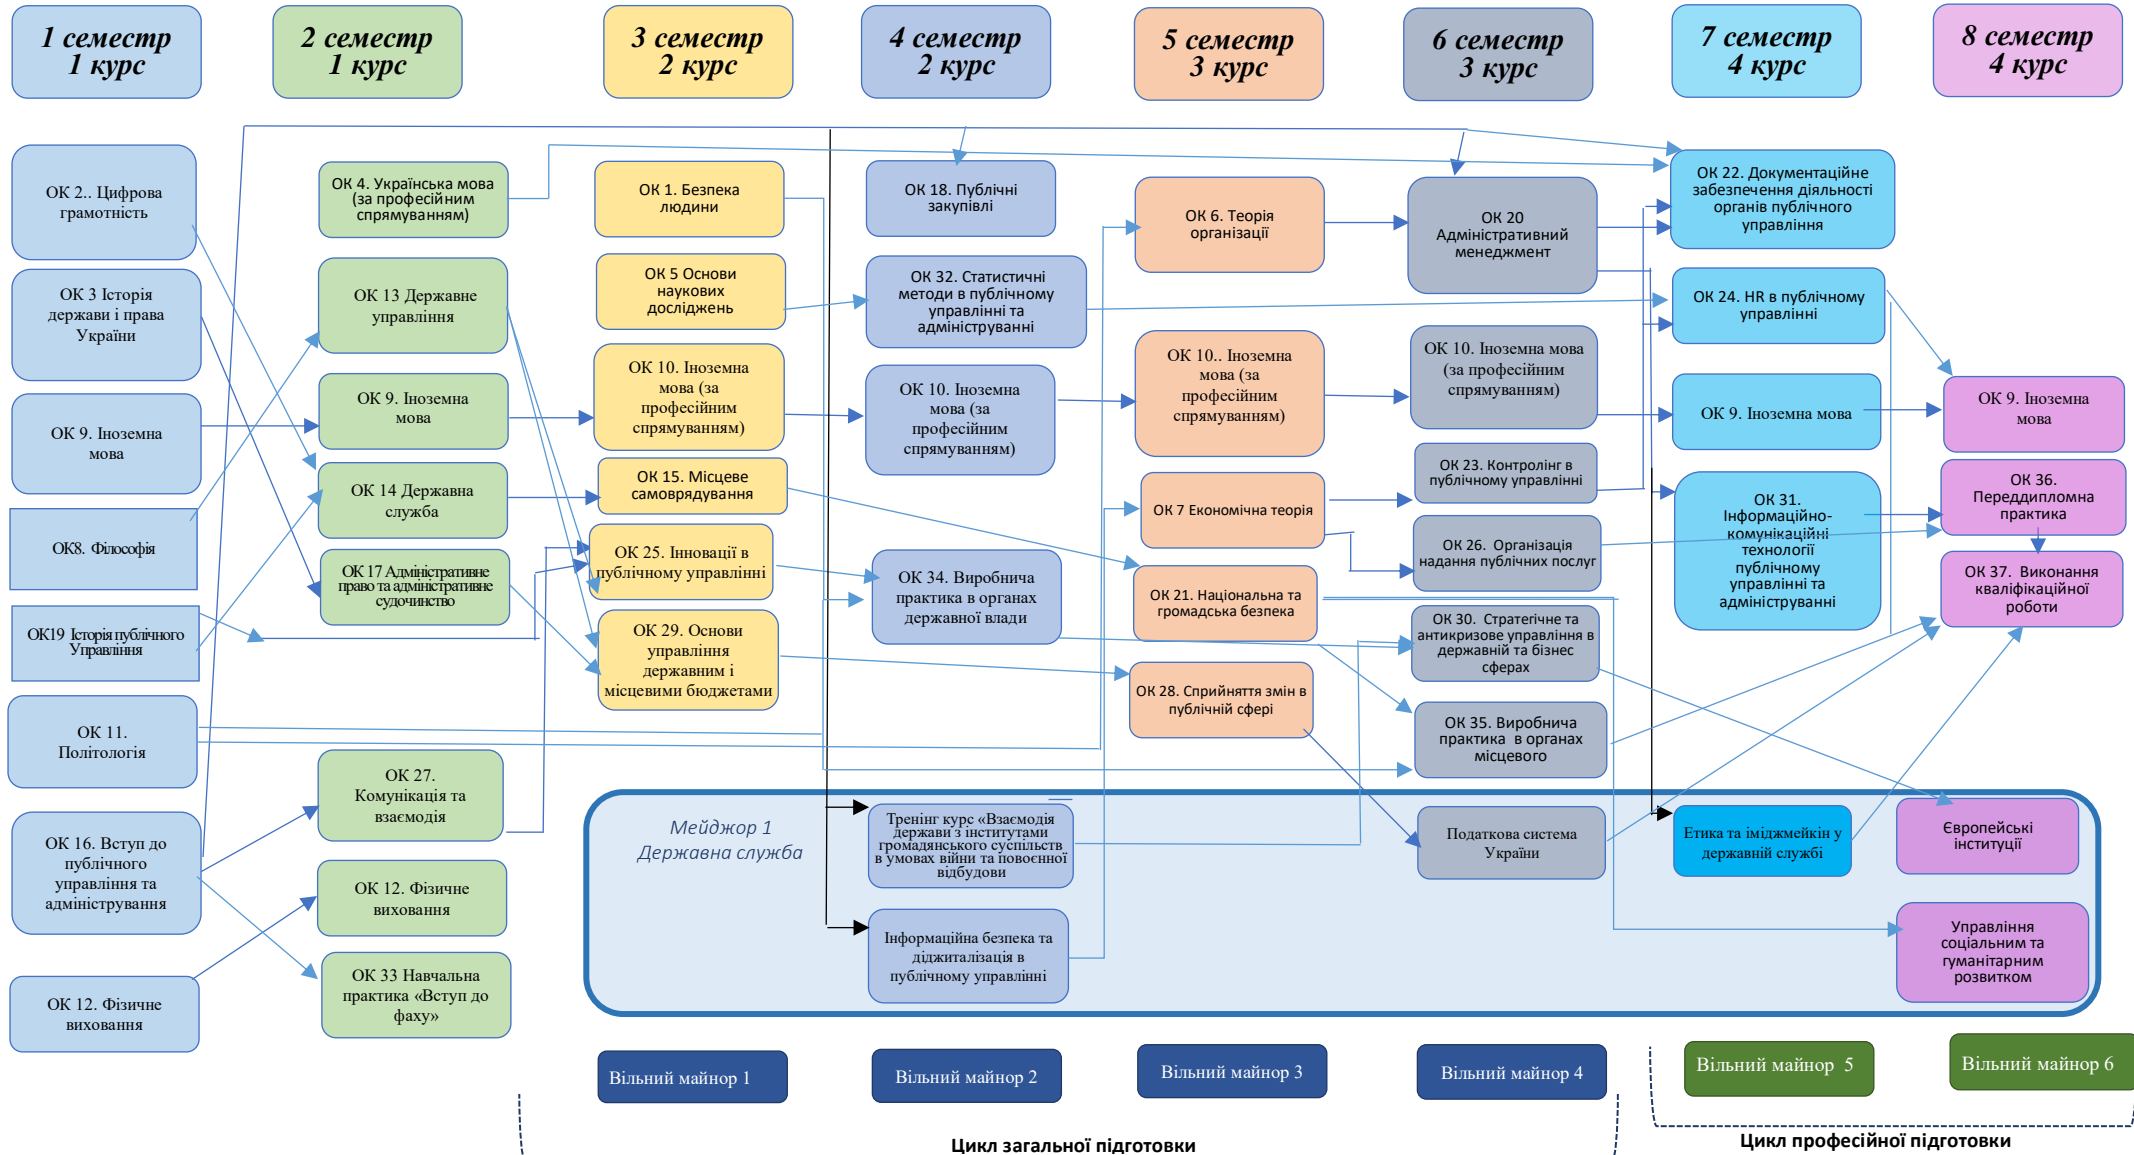 1 семестр
1 курс
2 семестр
1 курс
3 семестр
2 курс
4 семестр
2 курс
5 семестр
3 курс
6 семестр
3 курс
7 семестр
4 курс
8 семестр
4 курс
ОК 2.. Цифрова
грамотність
ОК 3 Історія
держави і права
України
ОК 9. Іноземна
мова
ОК8. Філософія
ОК19 Історія публічного
Управління
ОК 11.
Політологія
ОК 16. Вступ до
публічного
управління та
адміністрування
ОК 12. Фізичне
виховання
ОК 4. Українська мова
(за професійним
спрямуванням)
ОК 13 Державне
управління
ОК 9. Іноземна
мова
ОК 14 Державна
служба
ОК 17 Адміністративне
право та адміністративне
судочинство
ОК 27.
Комунікація та
взаємодія
ОК 12. Фізичне
виховання
ОК 33 Навчальна
практика «Вступ до
фаху»
ОК 1. Безпека
людини
ОК 5 Основи
наукових
досліджень
ОК 10. Іноземна
мова (за
професійним
спрямуванням)
ОК 15. Місцеве
самоврядування
ОК 25. Інновації в
публічному управлінні
ОК 29. Основи
управління
державним і
місцевими бюджетами
ОК 18. Публічні
закупівлі
ОК 32. Статистичні
методи в публічному
управлінні та
адмініструванні
ОК 10. Іноземна
мова (за
професійним
спрямуванням)
ОК 34. Виробнича
практика в органах
державної влади
ОК 6. Теорія
організації
ОК 10.. Іноземна
мова (за
професійним
спрямуванням)
ОК 7 Економічна теорія
ОК 21. Національна та
громадська безпека
ОК 28. Сприйняття змін в
публічній сфері
ОК 20
Адміністративний
менеджмент
ОК 10. Іноземна мова
(за професійним
спрямуванням)
ОК 23. Контролінг в
публічному управлінні
ОК 26. Організація
надання публічних послуг
ОК 30. Стратегічне та
антикризове управління в
державній та бізнес
сферах
ОК 35. Виробнича
практика в органах
місцевого
ОК 22. Документаційне
забезпечення діяльності
органів публічного
управління
ОК 24. HR в публічному
управлінні
ОК 9. Іноземна мова
ОК 31.
Інформаційно-
комунікаційні
технології
публічному
управлінні та
адмініструванні
ОК 9. Іноземна
мова
ОК 36.
Переддипломна
практика
ОК 37. Виконання
кваліфікаційної
роботи
Мейджор 1
Державна служба
Тренінг курс «Взаємодія
держави з інститутами
громадянського суспільств
в умовах війни та повоєнної
відбудови
Інформаційна безпека та
діджиталізація в
публічному управлінні
Податкова система
України
Етика та іміджмейкін у
державній службі
Європейські
інституції
Управління
соціальним та
гуманітарним
розвитком
Вільний майнор 1
Вільний майнор 2
Вільний майнор 3
Вільний майнор 4
Вільний майнор 5
Вільний майнор 6
Цикл загальної підготовки
Цикл професійної підготовки